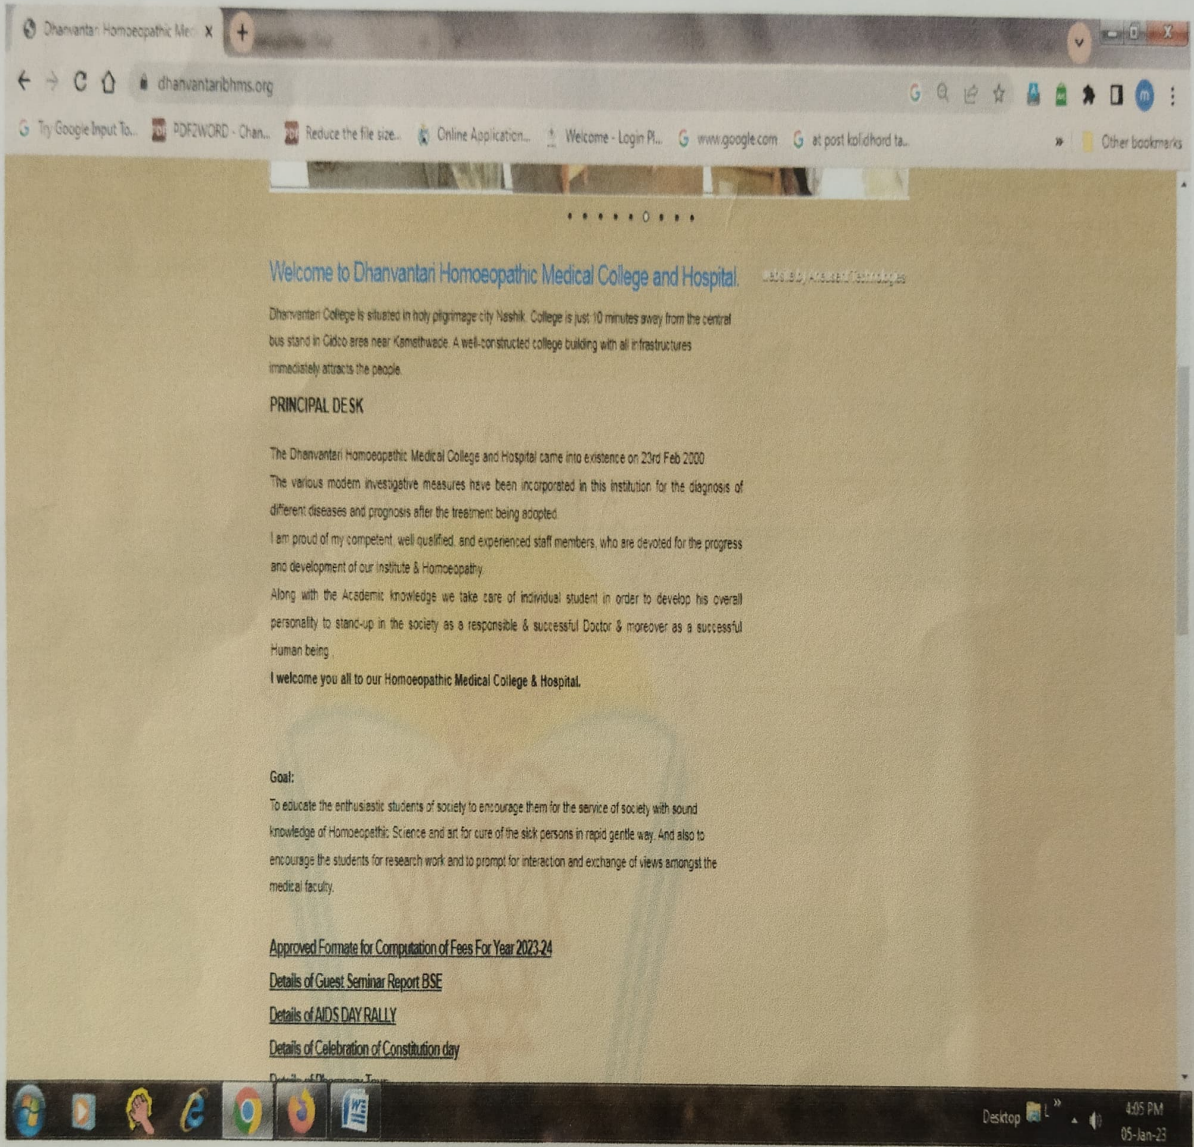 Dhanvantari Homoeopathic Me
dhanvantaribhms.org
Try Google Input To...
PDF2WORD - Chan...
Reduce the file size...
Online Application...
Welcome - Login Pl...
www.google.com
at post kolidhord ta...
»
Other bookmarks
Welcome to Dhanvantari Homoeopathic Medical College and Hospital.
Website by
Dhanvantari College is situated in holy pilgrimage city Nashik. College is just 10 minutes away from the central
bus stand in Cidco area near Kamathwade. A well-constructed college building with all infrastructures
immediately attracts the people.
PRINCIPAL DESK
The Dhanvantari Homoeopathic Medical College and Hospital came into existence on 23rd Feb 2000
The various modern investigative measures have been incorporated in this institution for the diagnosis of
different diseases and prognosis after the treatment being adopted.
I am proud of my competent, well qualified, and experienced staff members, who are devoted for the progress
and development of our Institute & Homoeopathy.
Along with the Academic knowledge we take care of individual student in order to develop his overall
personality to stand-up in the society as a responsible & successful Doctor & moreover as a successful
Human being .
I welcome you all to our Homoeopathic Medical College & Hospital.
Goal:
To educate the enthusiastic students of society to encourage them for the service of society with sound
knowledge of Homoeopathic Science and art for cure of the sick persons in rapid gentle way. And also to
encourage the students for research work and to prompt for interaction and exchange of views amongst the
medical faculty.
Approved Formate for Computation of Fees For Year 2023-24
Details of Guest Seminar Report BSE
Details of AIDS DAY RALLY
Details of Celebration of Constitution day
Details of Pharmacy Tour
Desktop
4:05 PM
05-Jan-23